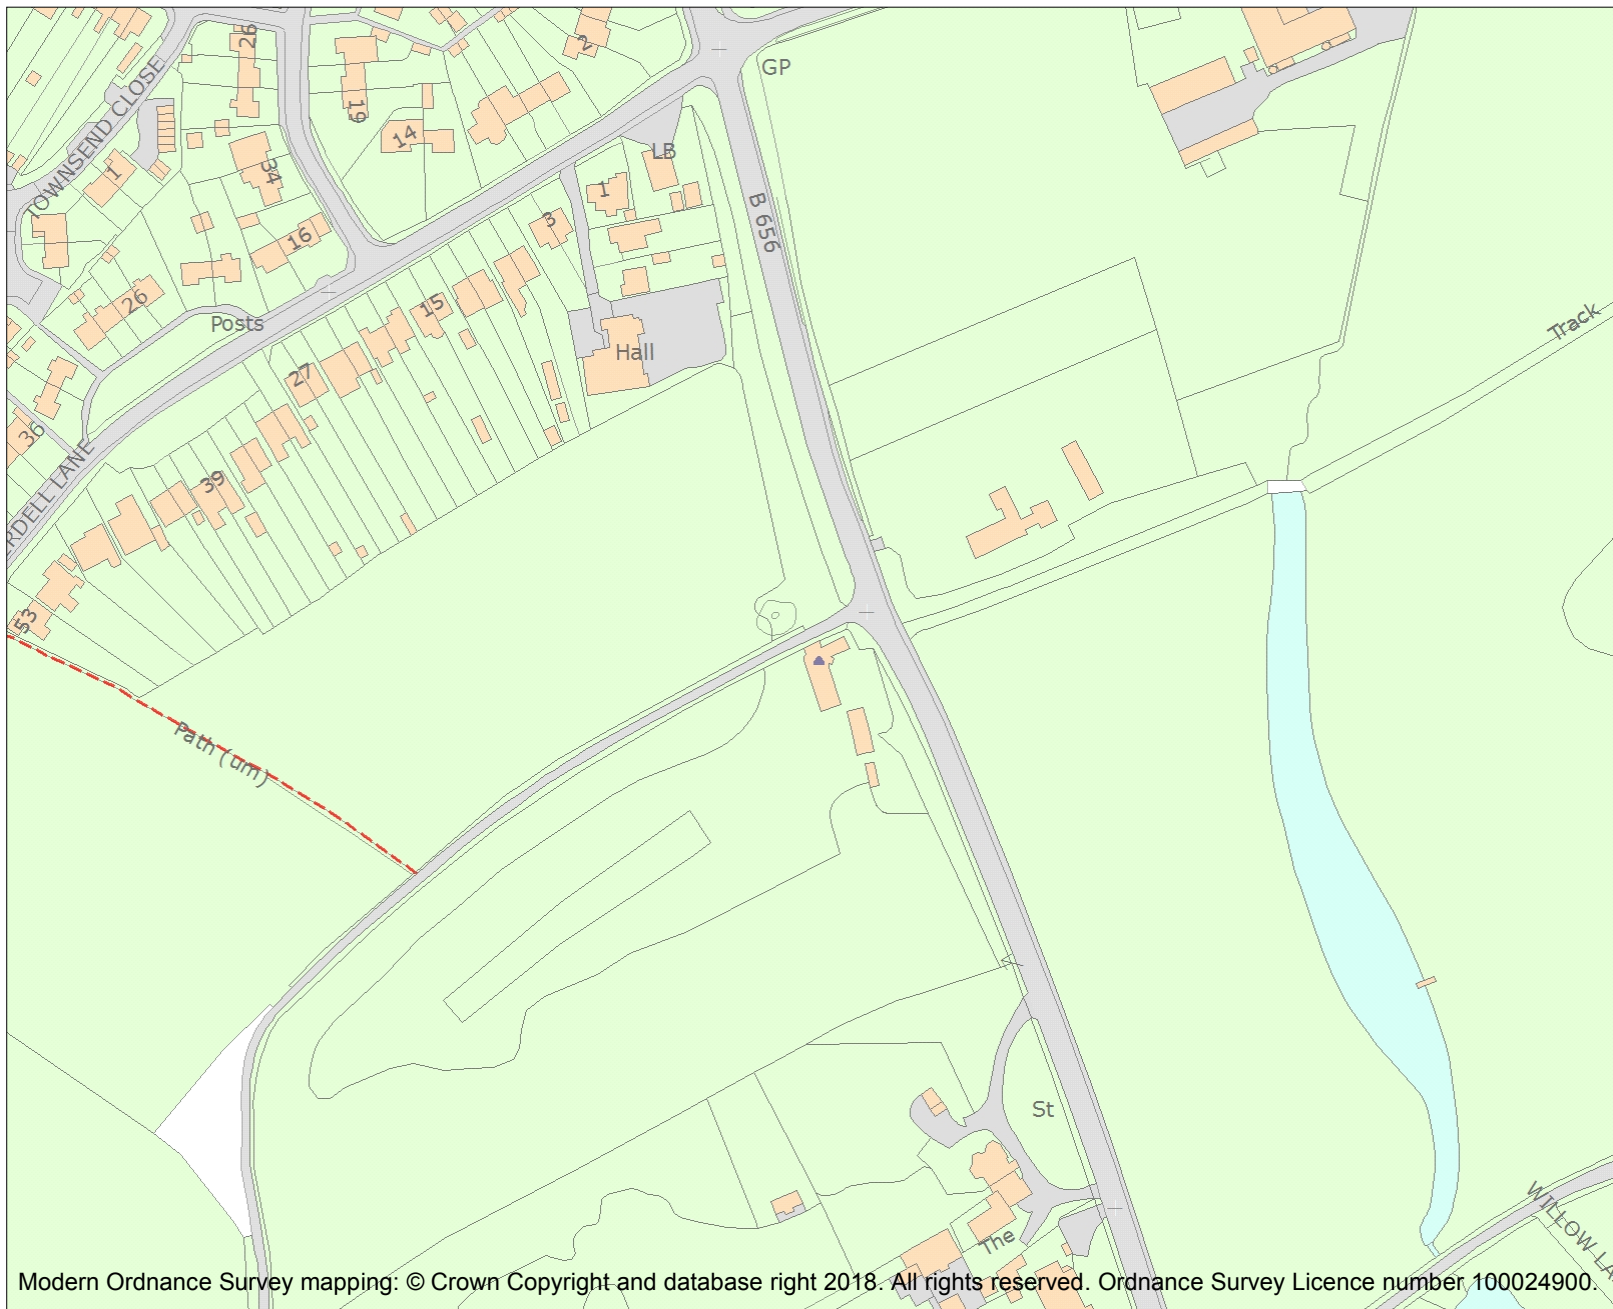 26
2
GP
TOWNSEND CLOSE
19
14
LB
1
34
1
3
B 656
16
26
15
Posts
Track
Hall
27
36
39
ERDELL LANE
53
Path (um)
St
WILLOW LA
The
Modern Ordnance Survey mapping: © Crown Copyright and database right 2018. All rights reserved. Ordnance Survey Licence number 100024900.